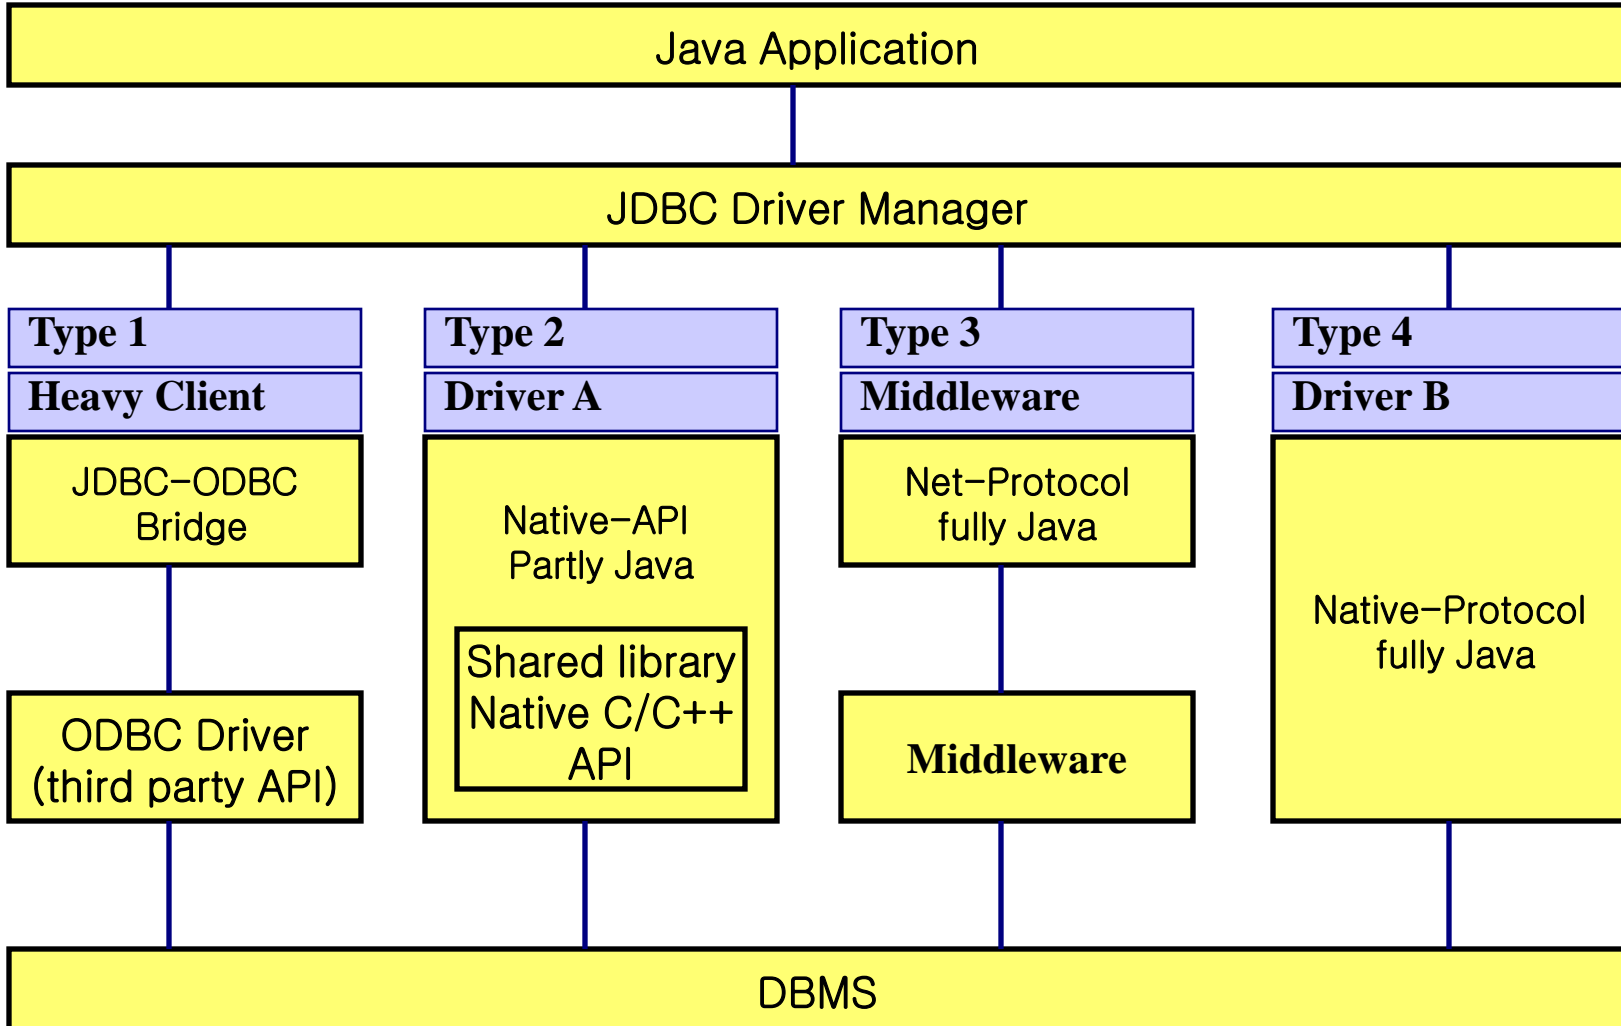 Java Application
JDBC Driver Manager
Type 1
Heavy Client
JDBC-ODBC
Bridge
ODBC Driver
(third party API)
Type 2
Driver A
Native-API
Partly Java
Shared library
Native C/C++
API
Type 3
Middleware
Net-Protocol
fully Java
Middleware
Type 4
Driver B
Native-Protocol
fully Java
DBMS